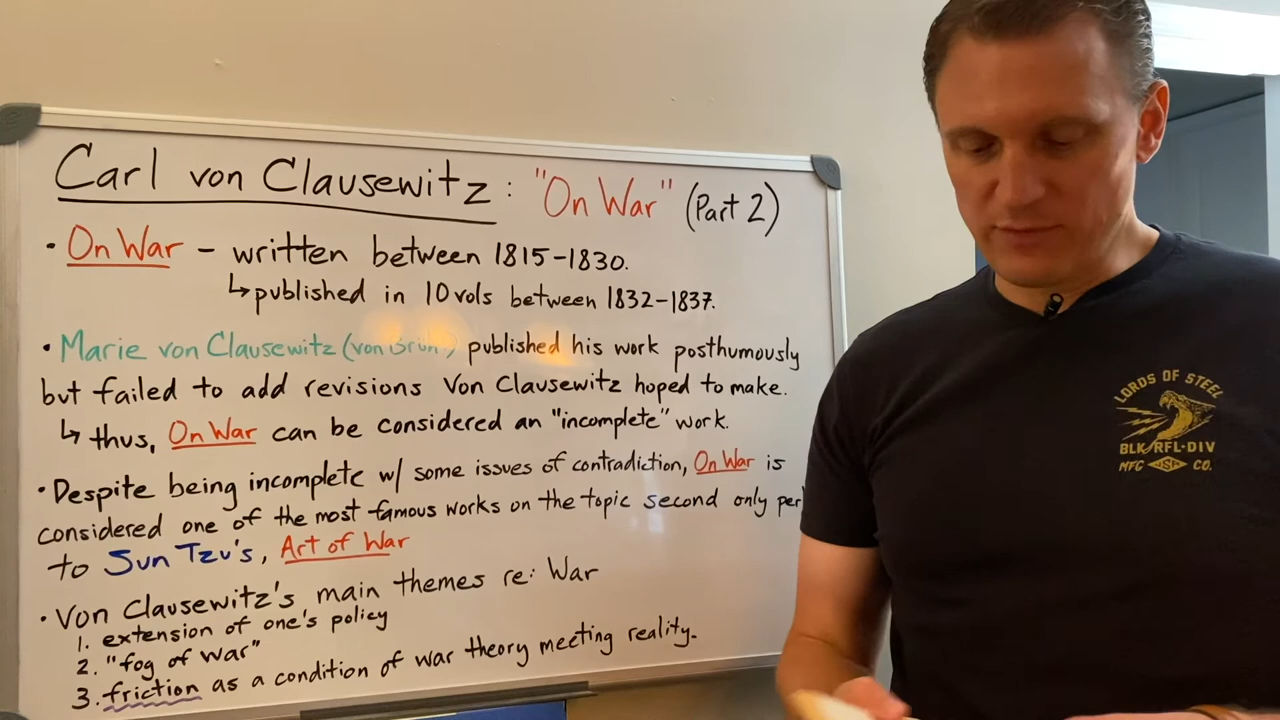 Carl von Clausewitz: "On War" (Part 2)
• On War – written between 1815–1830.
↳ published in 10 vols between 1832–1837.
• Marie von Clausewitz (von Brühl) published his work posthumously
but failed to add revisions Von Clausewitz hoped to make.
↳ thus, On War can be considered an "incomplete" work.
• Despite being incomplete w/ some issues of contradiction, On War is
considered one of the most famous works on the topic second only
to Sun Tzu's, Art of War
• Von Clausewitz's main themes re: War
1. extension of one's policy
2. "fog of war"
3. friction as a condition of war theory meeting reality.
LORDS OF STEEL
BLK RFL-DIV
MFG USA CO.